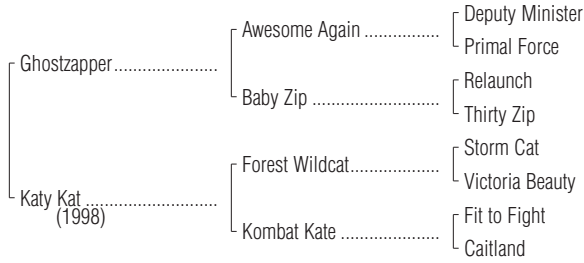 Deputy Minister
Awesome Again
Primal Force
Ghostzapper
Relaunch
Baby Zip
Thirty Zip
Storm Cat
Forest Wildcat
Victoria Beauty
Katy Kat
(1998)
Fit to Fight
Kombat Kate
Caitland